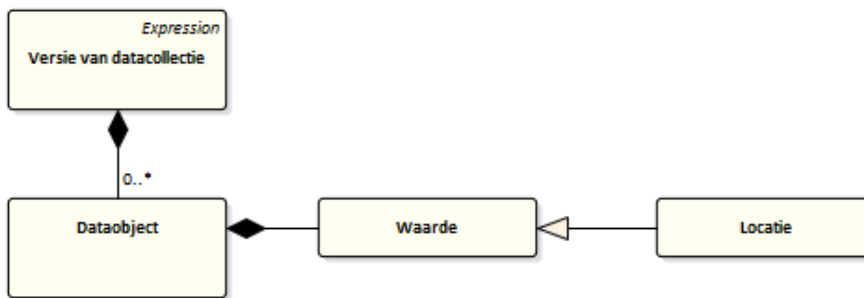 Expression
Versie van datacollectie
0..*
Dataobject
Waarde
Locatie